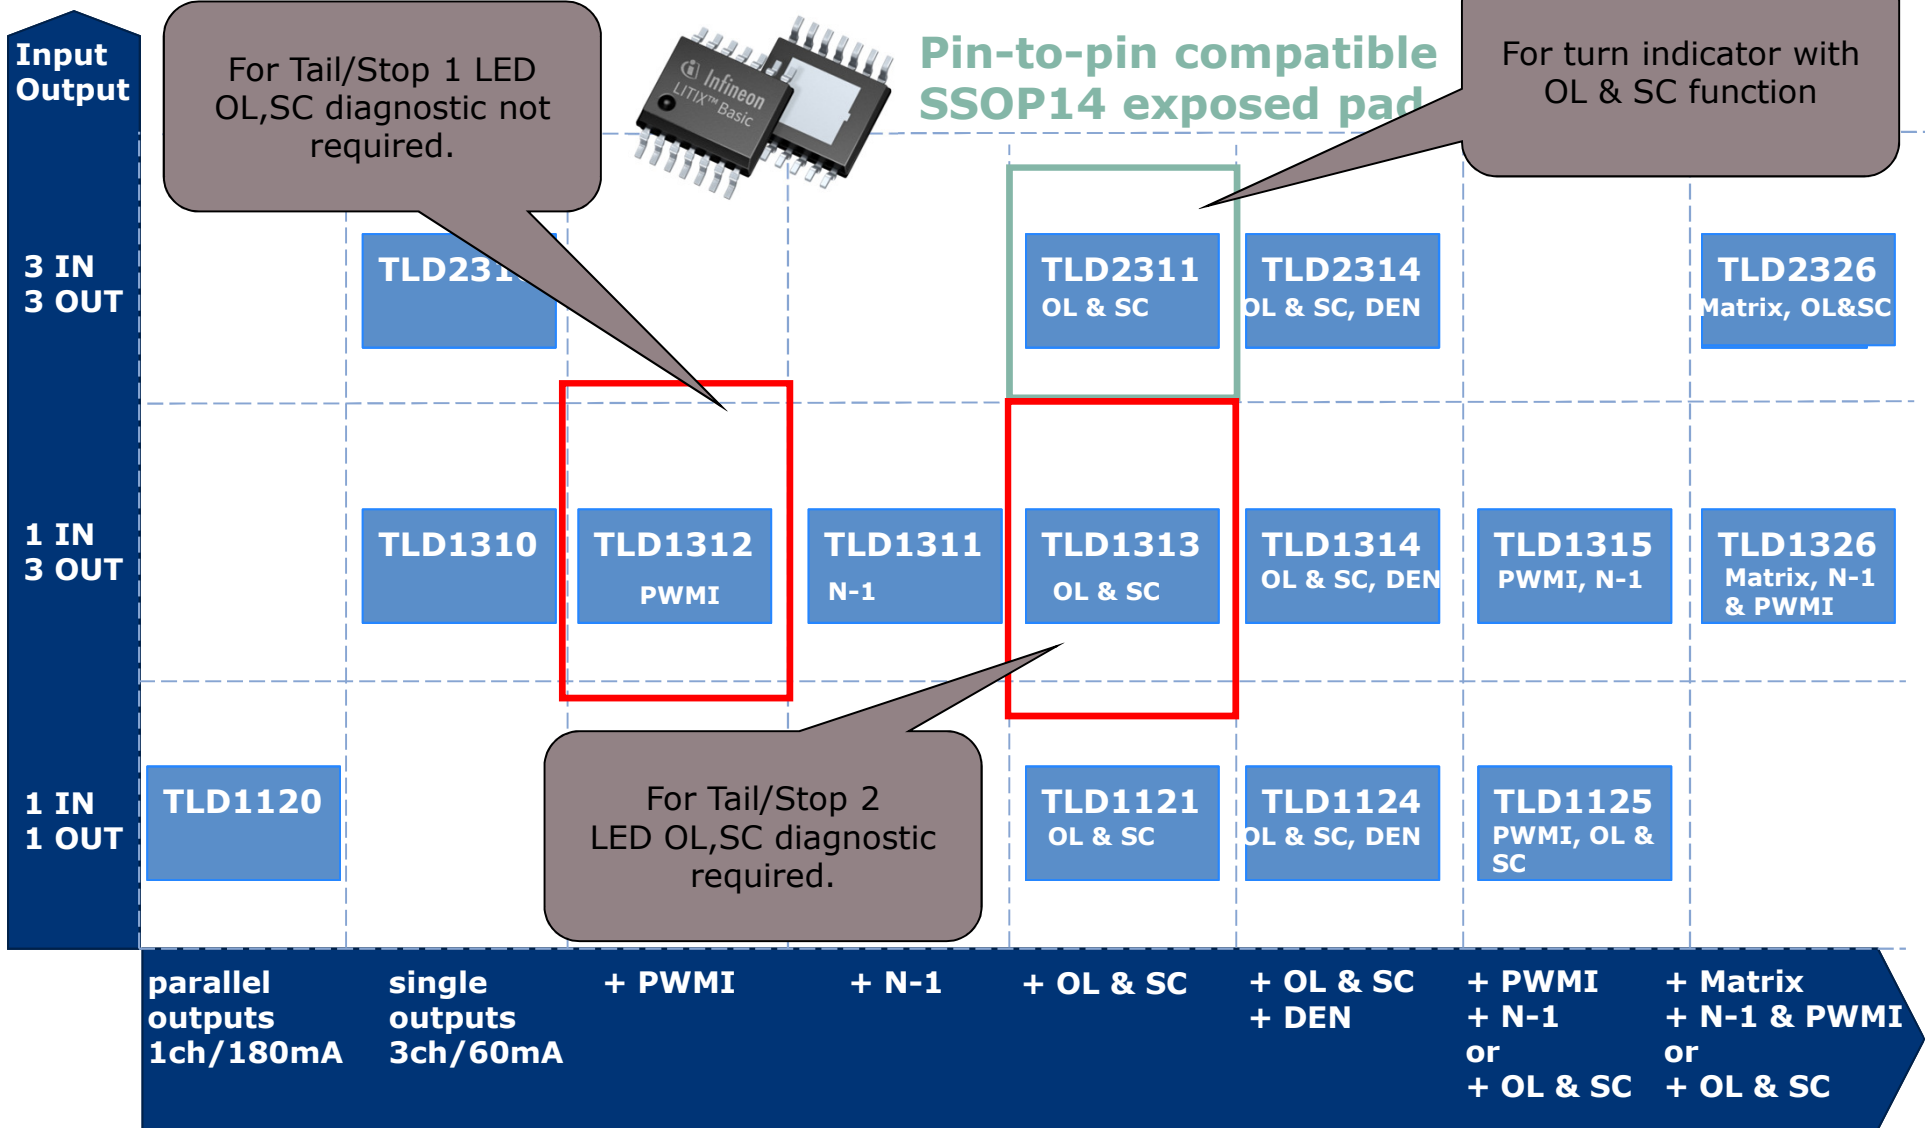 Input
Output
For Tail/Stop 1 LED
OL,SC diagnostic not
required.
Infineon
LITIX™ Basic
Pin-to-pin compatible
SSOP14 exposed pad
For turn indicator with
OL & SC function
3 IN
3 OUT
TLD231
TLD2311
OL & SC
TLD2314
OL & SC, DEN
TLD2326
Matrix, OL&SC
1 IN
3 OUT
TLD1310
TLD1312
PWMI
TLD1311
N-1
TLD1313
OL & SC
TLD1314
OL & SC, DEN
TLD1315
PWMI, N-1
TLD1326
Matrix, N-1
& PWMI
For Tail/Stop 2
LED OL,SC diagnostic
required.
1 IN
1 OUT
TLD1120
TLD1121
OL & SC
TLD1124
OL & SC, DEN
TLD1125
PWMI, OL &
SC
parallel
outputs
1ch/180mA
single
outputs
3ch/60mA
+ PWMI
+ N-1
+ OL & SC
+ OL & SC
+ DEN
+ PWMI
+ N-1
or
+ OL & SC
+ Matrix
+ N-1 & PWMI
or
+ OL & SC